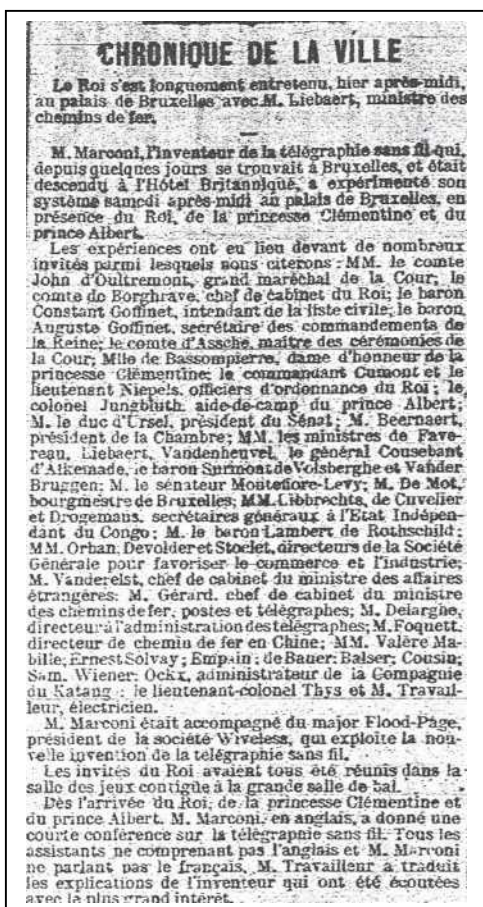 CHRONIQUE DE LA VILLE
Le Roi s'est longuement entretenu, hier après-midi,
au palais de Bruxelles avec M. Liebaert, ministre des
chemins de fer.
M. Marconi, l'inventeur de la télégraphie sans fil qui,
depuis quelques jours se trouvait à Bruxelles, et était
descendu à l'Hôtel Britannique, a expérimenté son
système samedi après-midi au palais de Bruxelles, en
présence du Roi, de la princesse Clémentine et du
prince Albert.
Les expériences ont eu lieu devant de nombreux
invités parmi lesquels nous citerons : MM. le comte
John d'Oultremont, grand maréchal de la Cour; le
comte de Borghrave, chef de cabinet du Roi; le baron
Constant Goffinet, intendant de la liste civile; le baron
Auguste Goffinet, secrétaire des commandements de
la Reine; le comte d'Assche, maître des cérémonies de
la Cour; Mlle de Bassompierre, dame d'honneur de la
princesse Clémentine; le commandant Cumont et le
lieutenant Niepels, officiers d'ordonnance du Roi; le
colonel Jungbluth, aide-de-camp du prince Albert;
M. le duc d'Ursel, président du Sénat; M. Beernaert,
président de la Chambre; MM. les ministres de Fave-
reau, Liebaert, Vandenheuvel, le général Cousebant
d'Alkemade, le baron Surmont de Volsberghe et Vander
Bruggen; M. le sénateur Montefiore-Levy; M. De Mot,
bourgmestre de Bruxelles; MM. Liebrechts, de Cuvelier
et Drogemans, secrétaires généraux à l'Etat Indépen-
dant du Congo; M. le baron Lambert de Rothschild;
MM. Orban, Devolder et Stoclet, directeurs de la Société
Générale pour favoriser le commerce et l'industrie;
M. Vanderelst, chef de cabinet du ministre des affaires
étrangères; M. Gérard, chef de cabinet du ministre
des chemins de fer, postes et télégraphes; M. Delarghe,
directeur à l'administration des télégraphes; M. Foquett,
directeur de chemin de fer en Chine; MM. Valère Ma-
bille; Ernest Solvay; Empain; de Bauer; Balser; Cousin;
Sam. Wiener; Ockx, administrateur de la Compagnie
du Katang ; le lieutenant-colonel Thys et M. Travail-
leur, électricien.
M. Marconi était accompagné du major Flood-Page,
président de la société Wiveless, qui exploite la nou-
velle invention de la télégraphie sans fil.
Les invités du Roi avaient tous été réunis dans la
salle des jeux contiguë à la grande salle de bal.
Dès l'arrivée du Roi, de la princesse Clémentine et
du prince Albert, M. Marconi, en anglais, a donné une
courte conférence sur la télégraphie sans fil. Tous les
assistants ne comprenant pas l'anglais et M. Marconi
ne parlant pas le français, M. Travailleur a traduit
les explications de l'inventeur qui ont été écoutées
avec le plus grand intérêt.